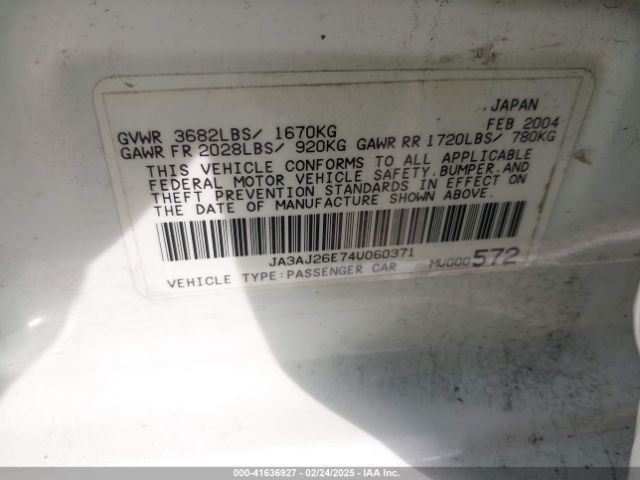 .JAPAN
FEB 2004
GVWR 3682LBS/ 1670KG
GAWR FR 2028LBS/ 920KG GAWR RR 1720LBS/ 780KG
THIS VEHICLE CONFORMS TO ALL APPLICABLE
FEDERAL MOTOR VEHICLE SAFETY.BUMPER.AND
THEFT PREVENTION STANDARDS IN EFFECT ON
THE DATE OF MANUFACTURE SHOWN ABOVE.
JA3AJ26E74U060371
VEHICLE TYPE:PASSENGER CAR MU000572
000-41636927 - 02/24/2025 - IAAI.COM